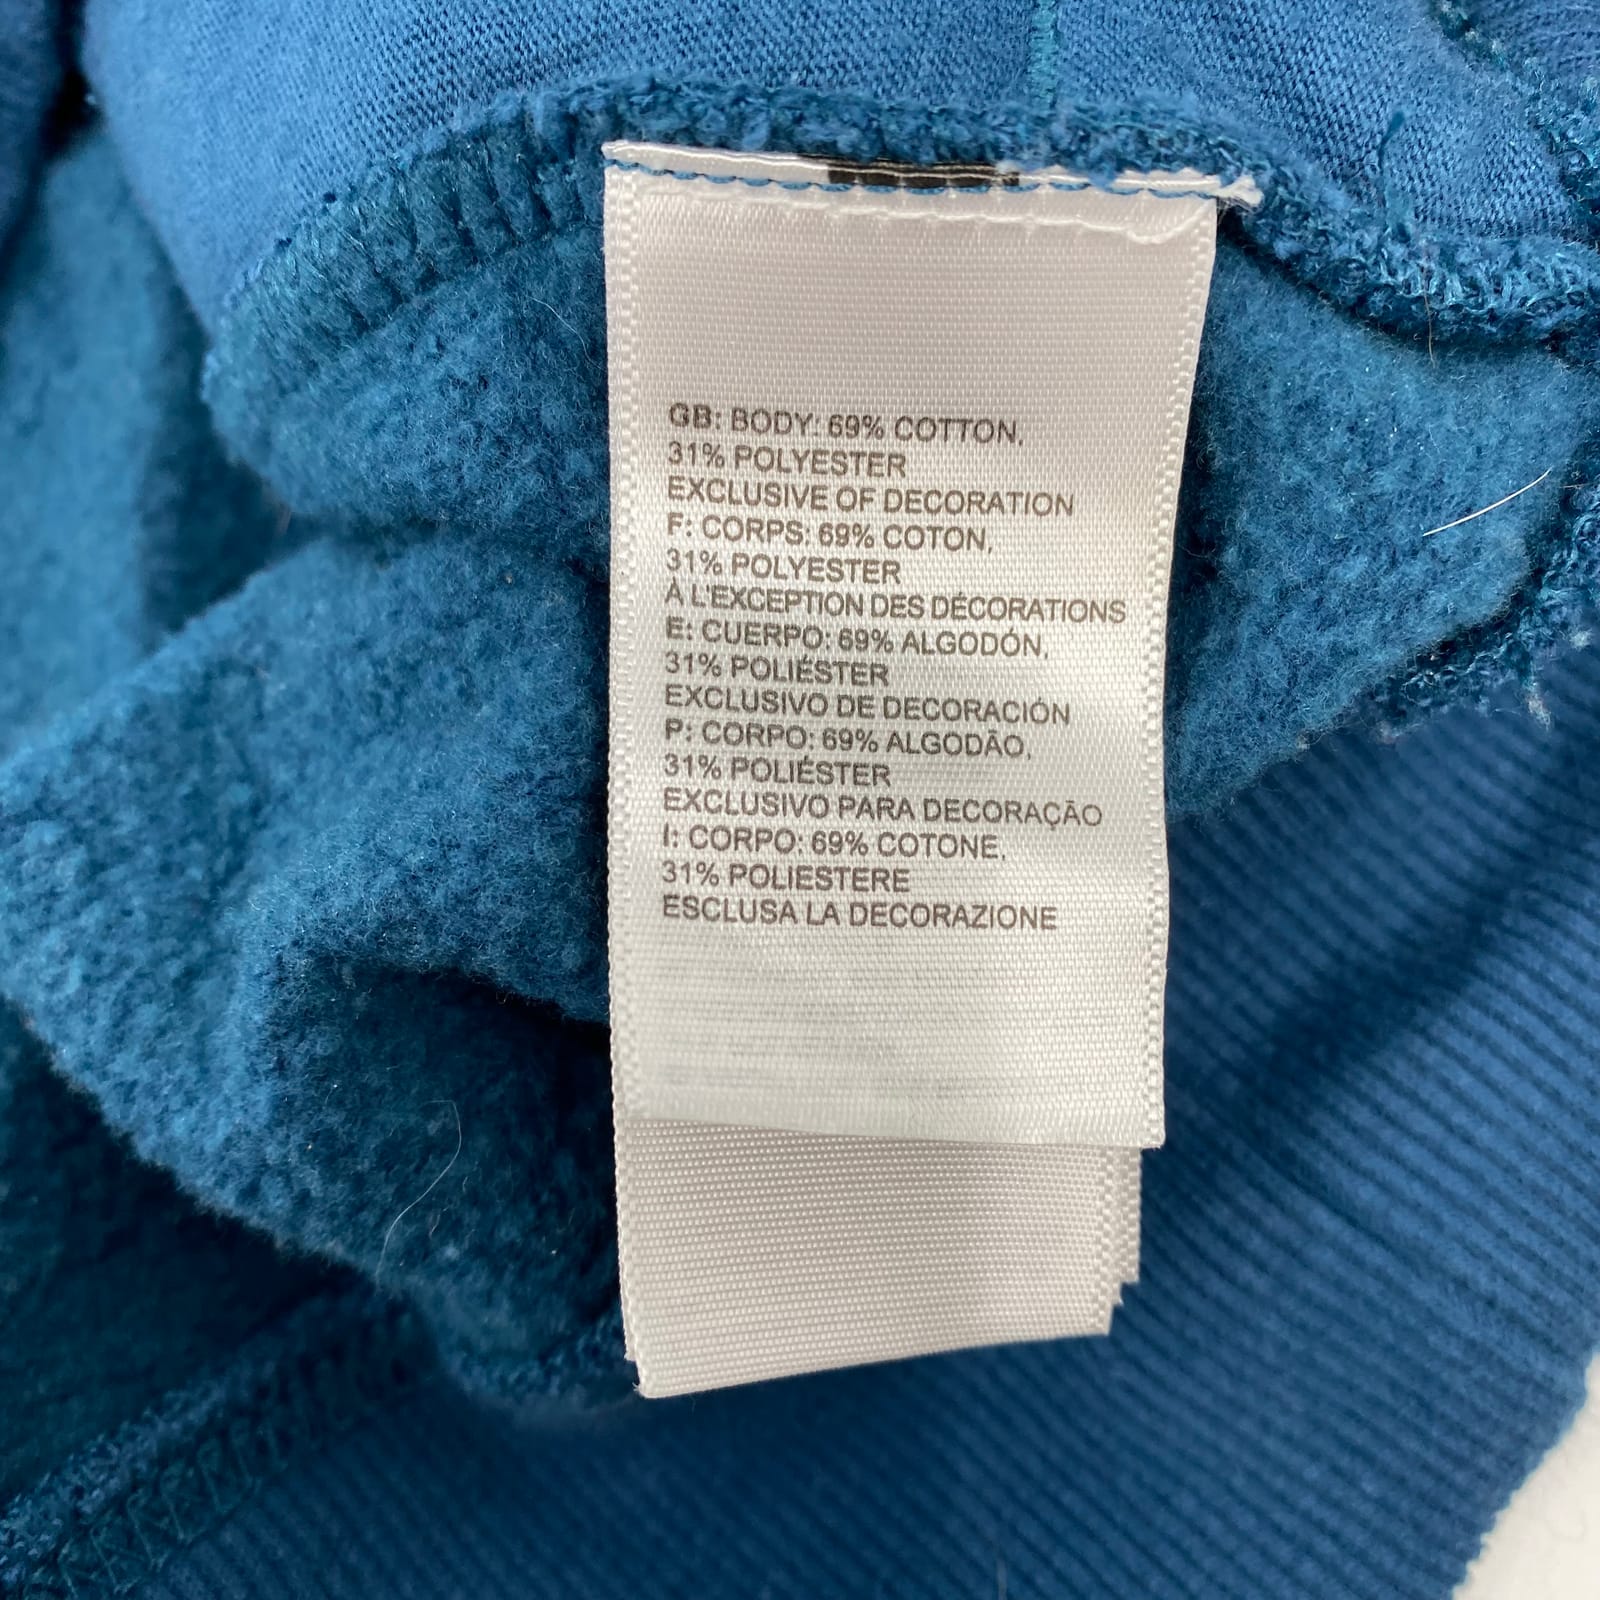 GB: BODY: 69% COTTON,
31% POLYESTER
EXCLUSIVE OF DECORATION
F: CORPS: 69% COTON,
31% POLYESTER
À L'EXCEPTION DES DÉCORATIONS
E: CUERPO: 69% ALGODÓN,
31% POLIÉSTER
EXCLUSIVO DE DECORACIÓN
P: CORPO: 69% ALGODÃO,
31% POLIÉSTER
EXCLUSIVO PARA DECORAÇÃO
I: CORPO: 69% COTONE,
31% POLIESTERE
ESCLUSA LA DECORAZIONE